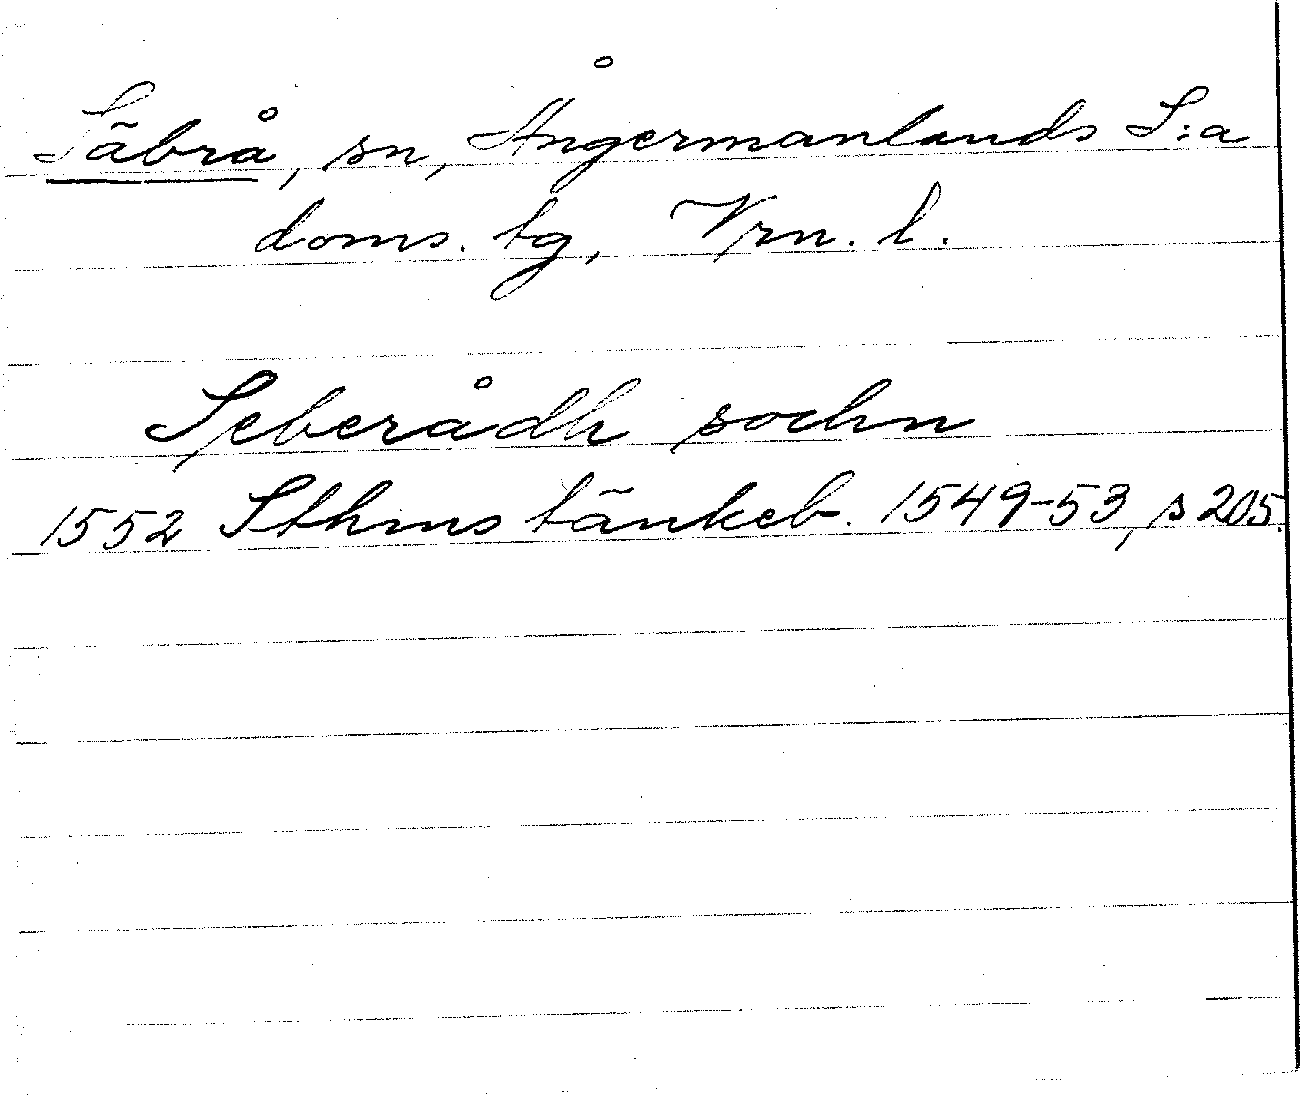 Säbrå, sn, Ångermanlands S:a
doms. tg, Vrn. l.
Seberådh sochn
1552 Sthms tänkeb. 1549-53, s 205.